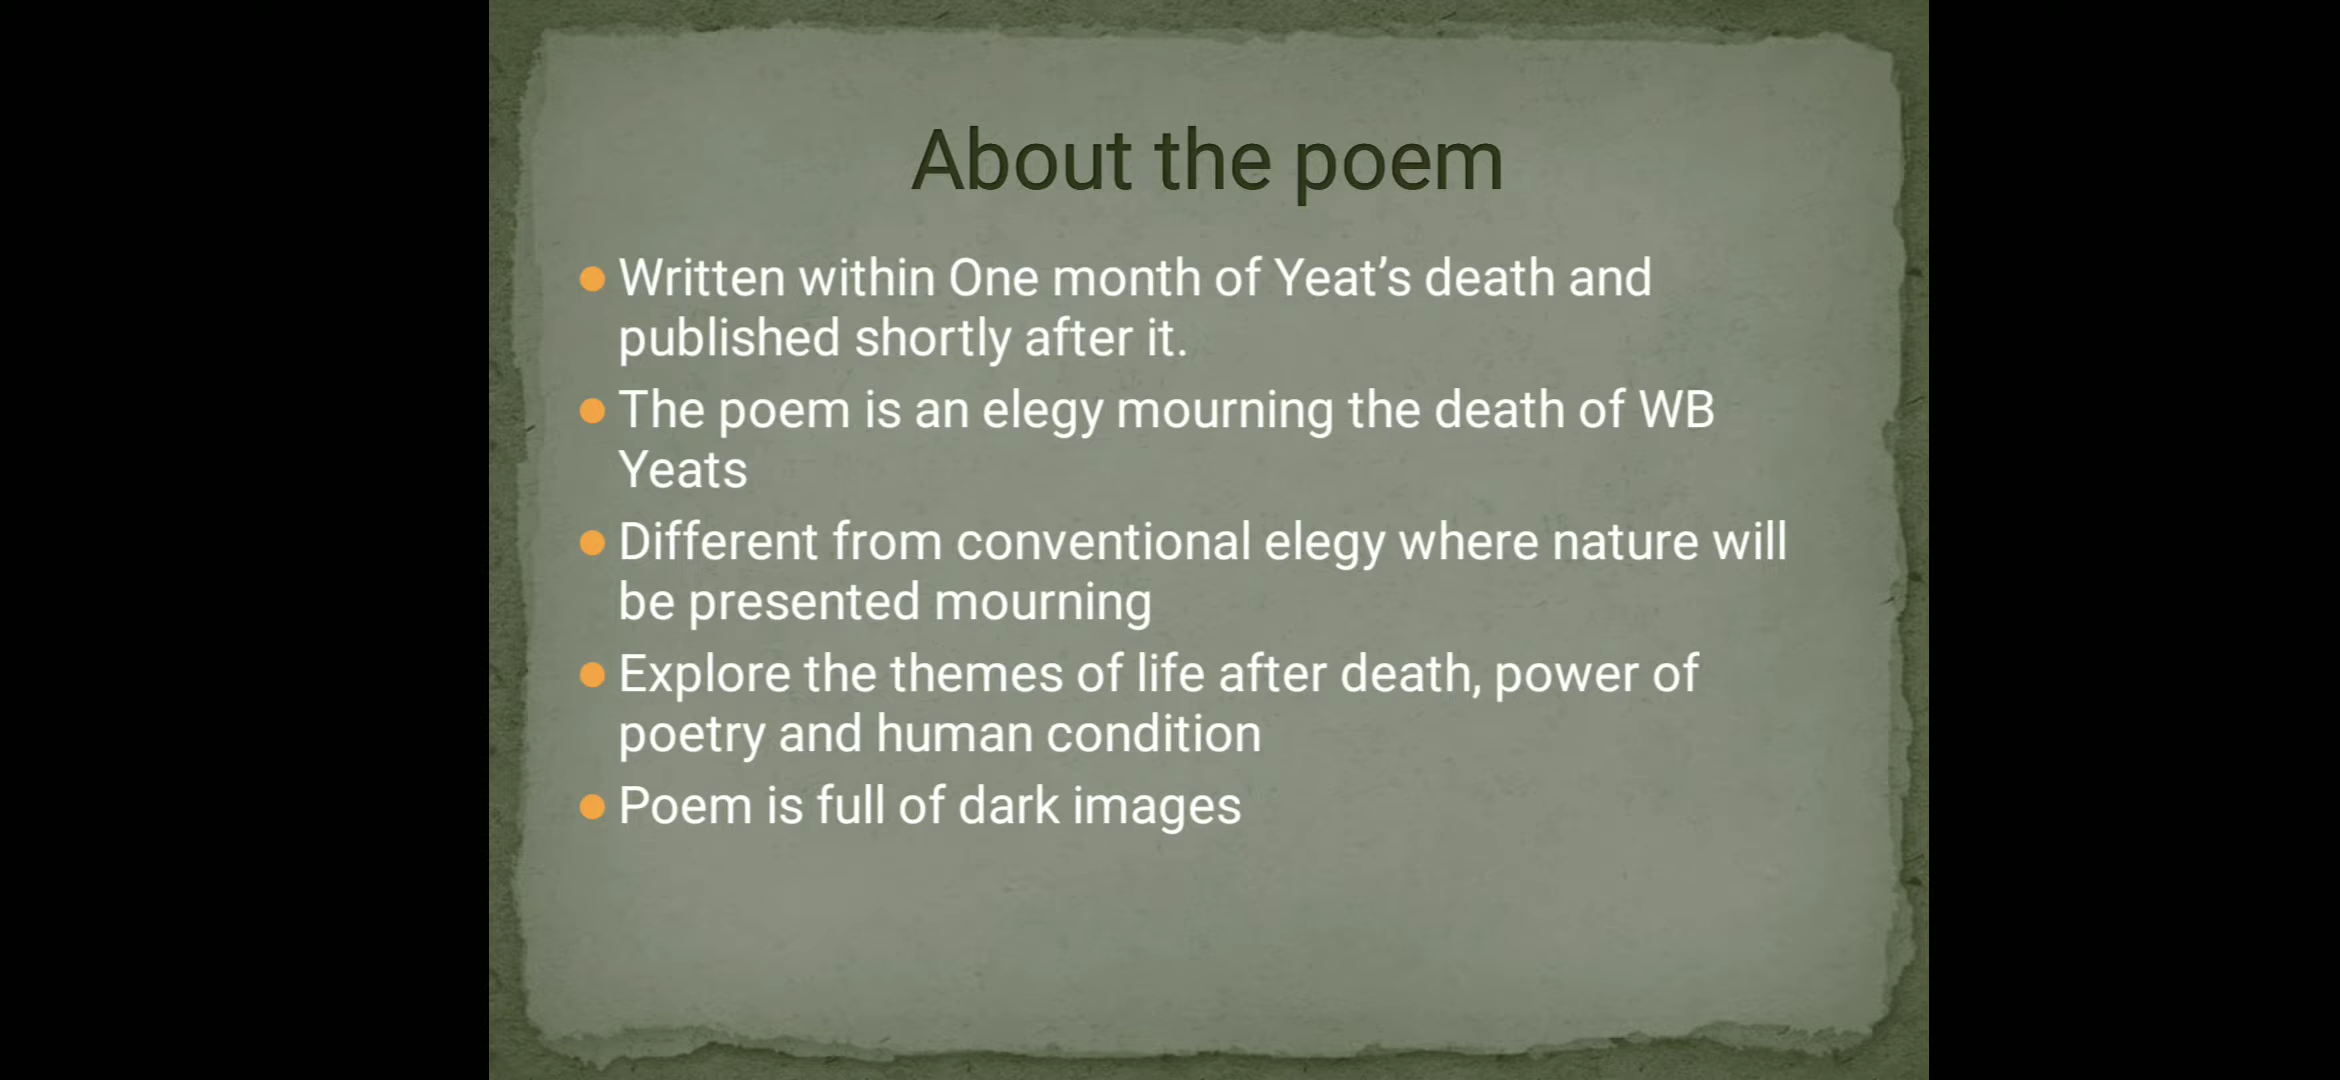 About the poem
Written within One month of Yeat’s death and
published shortly after it.
The poem is an elegy mourning the death of WB
Yeats
Different from conventional elegy where nature will
be presented mourning
Explore the themes of life after death, power of
poetry and human condition
Poem is full of dark images